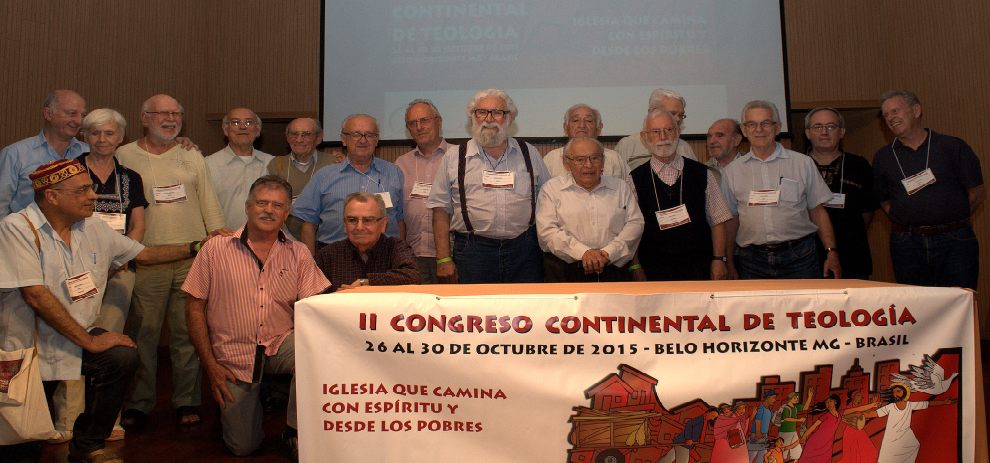 CONTINENTAL
DE TEOLOGIA
IGLESIA QUE CAMINA
CON ESPÍRITU Y
DESDE LOS POBRES
II CONGRESO CONTINENTAL DE TEOLOGÍA
26 AL 30 DE OCTUBRE DE 2015 - BELO HORIZONTE MG - BRASIL
IGLESIA QUE CAMINA
CON ESPÍRITU Y
DESDE LOS POBRES